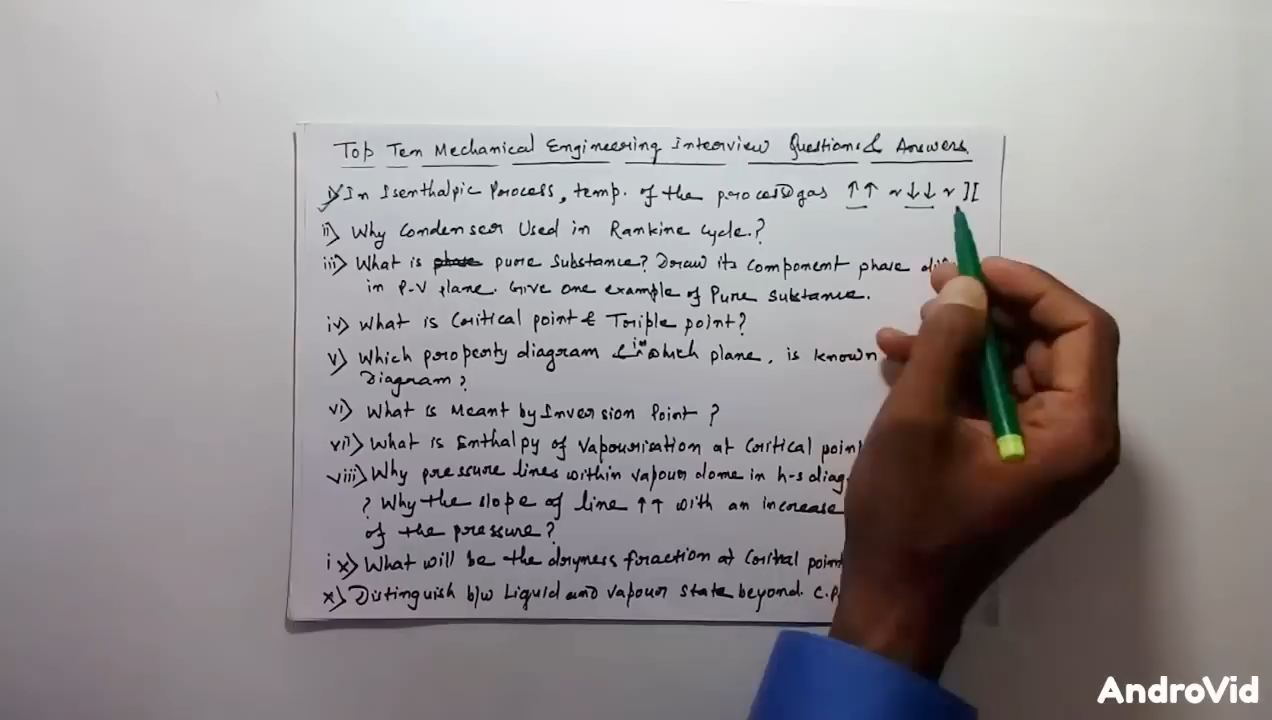 Top Ten Mechanical Engineering Interview Questions & Answers
i) In Isenthalpic Process, temp. of the process gas ↑↑ ~ ↓↓ ~ ][
ii) Why Condenser Used in Rankine Cycle?
iii) What is pure substance? Draw its component phase
in P-V plane. Give one example of Pure substance.
iv) What is Critical point & Triple point?
v) Which property diagram & in which plane, is known
Diagram?
vi) What is Meant by Inversion Point?
vii) What is Enthalpy of vapourisation at Critical point
viii) Why pressure lines within vapour dome in h-s diag
? Why the slope of line ↑↑ with an increase
of the pressure?
ix) What will be the dryness fraction at Critical point
x) Distinguish b/w Liquid and vapour state beyond C.P.
AndroVid